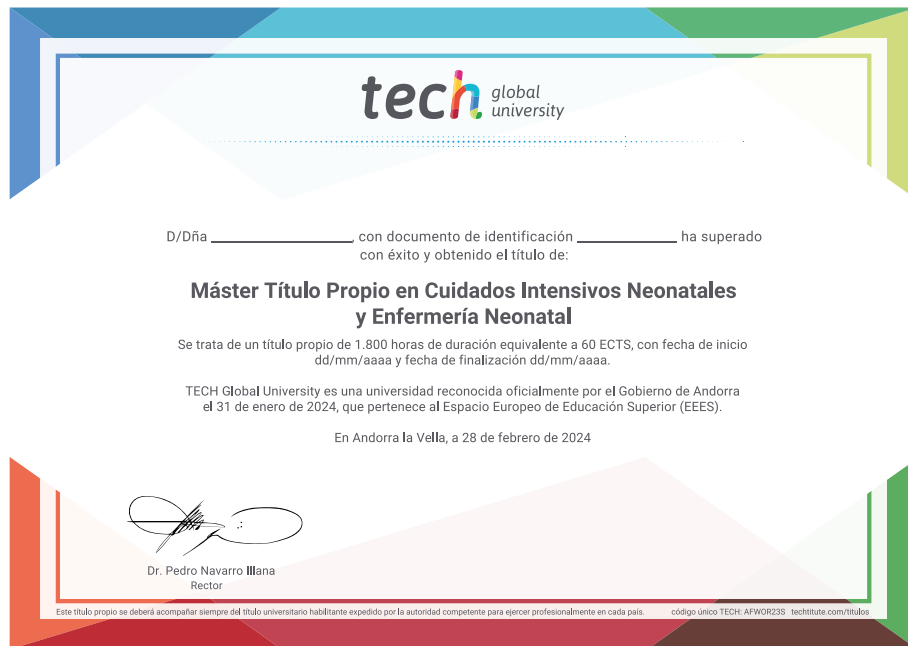 tech global university
D/Dña ____________________, con documento de identificación ______________ ha superado
con éxito y obtenido el título de:
Máster Título Propio en Cuidados Intensivos Neonatales
y Enfermería Neonatal
Se trata de un título propio de 1.800 horas de duración equivalente a 60 ECTS, con fecha de inicio
dd/mm/aaaa y fecha de finalización dd/mm/aaaa.
TECH Global University es una universidad reconocida oficialmente por el Gobierno de Andorra
el 31 de enero de 2024, que pertenece al Espacio Europeo de Educación Superior (EEES).
En Andorra la Vella, a 28 de febrero de 2024
Dr. Pedro Navarro Illana
Rector
Este título propio se deberá acompañar siempre del título universitario habilitante expedido por la autoridad competente para ejercer profesionalmente en cada país. código único TECH: AFWOR23S techtitute.com/titulos